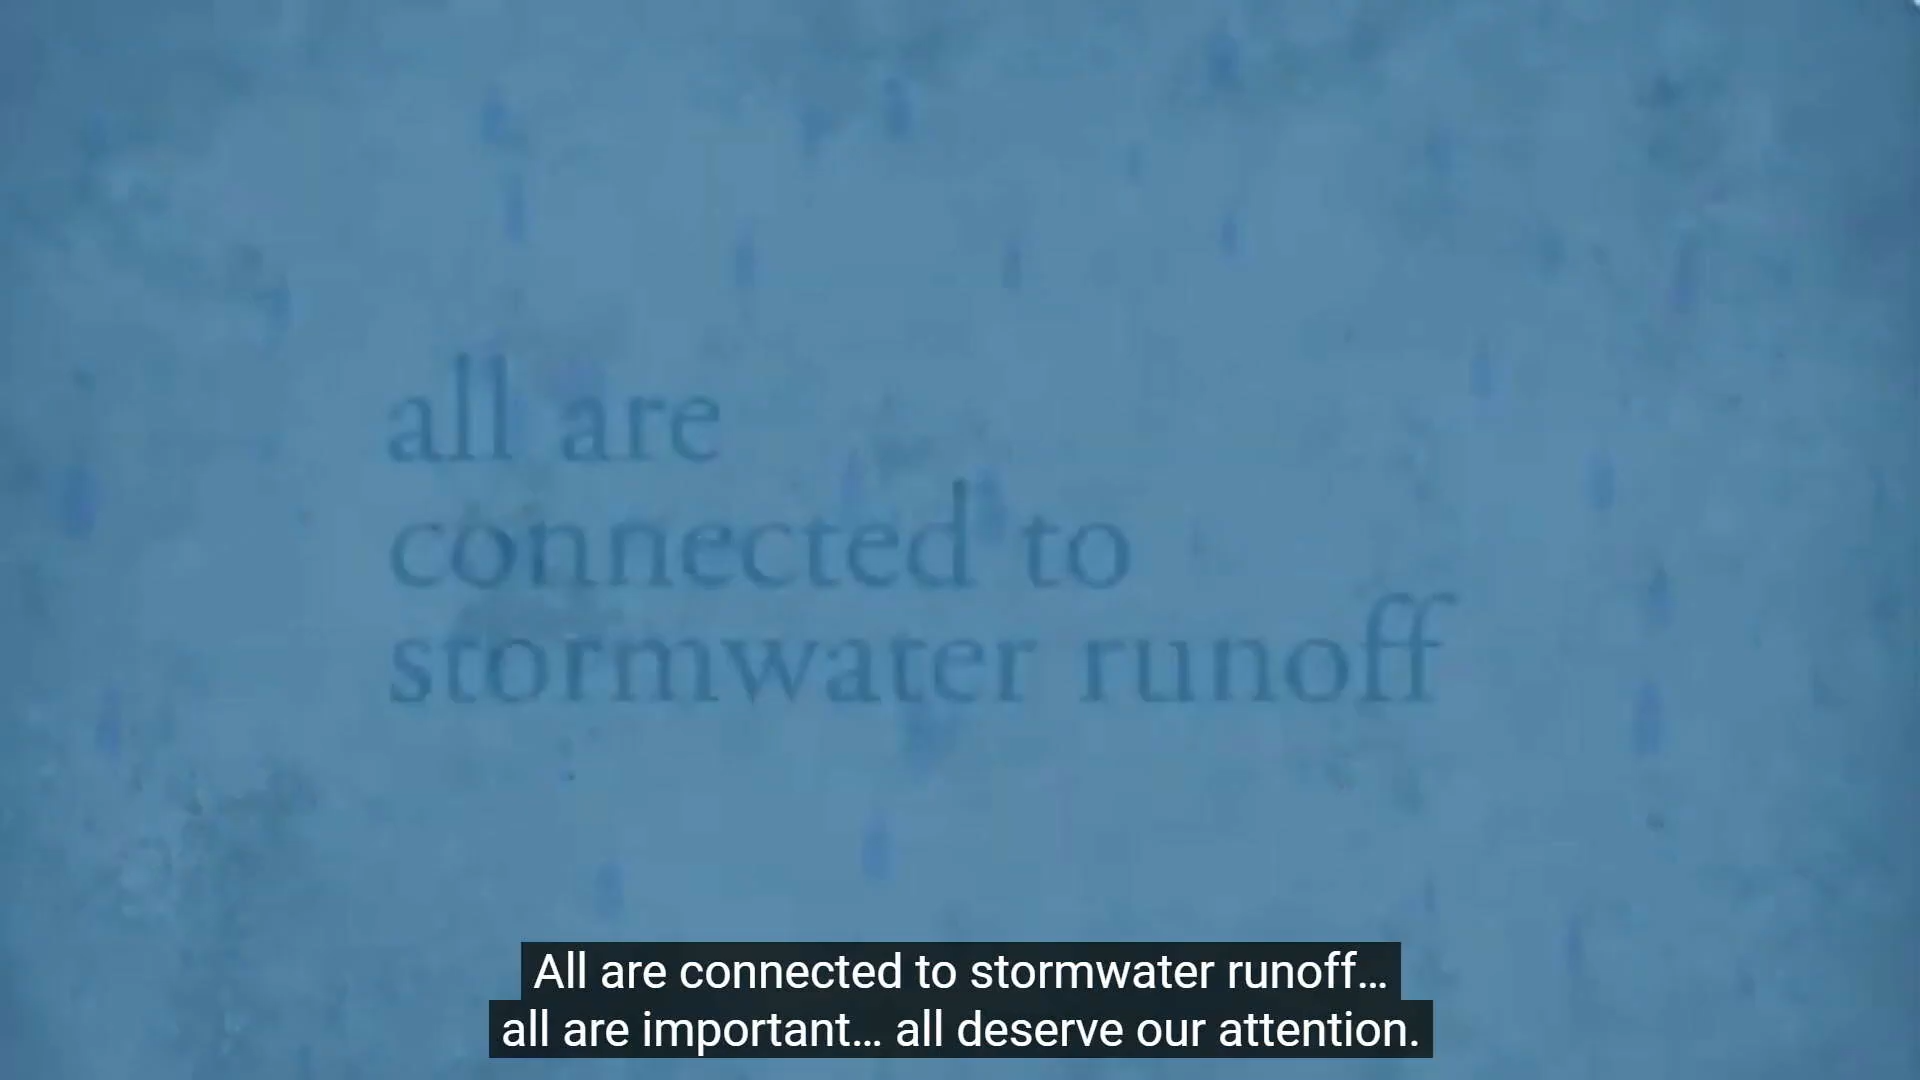 all are
connected to
stormwater runoff
All are connected to stormwater runoff…
all are important… all deserve our attention.